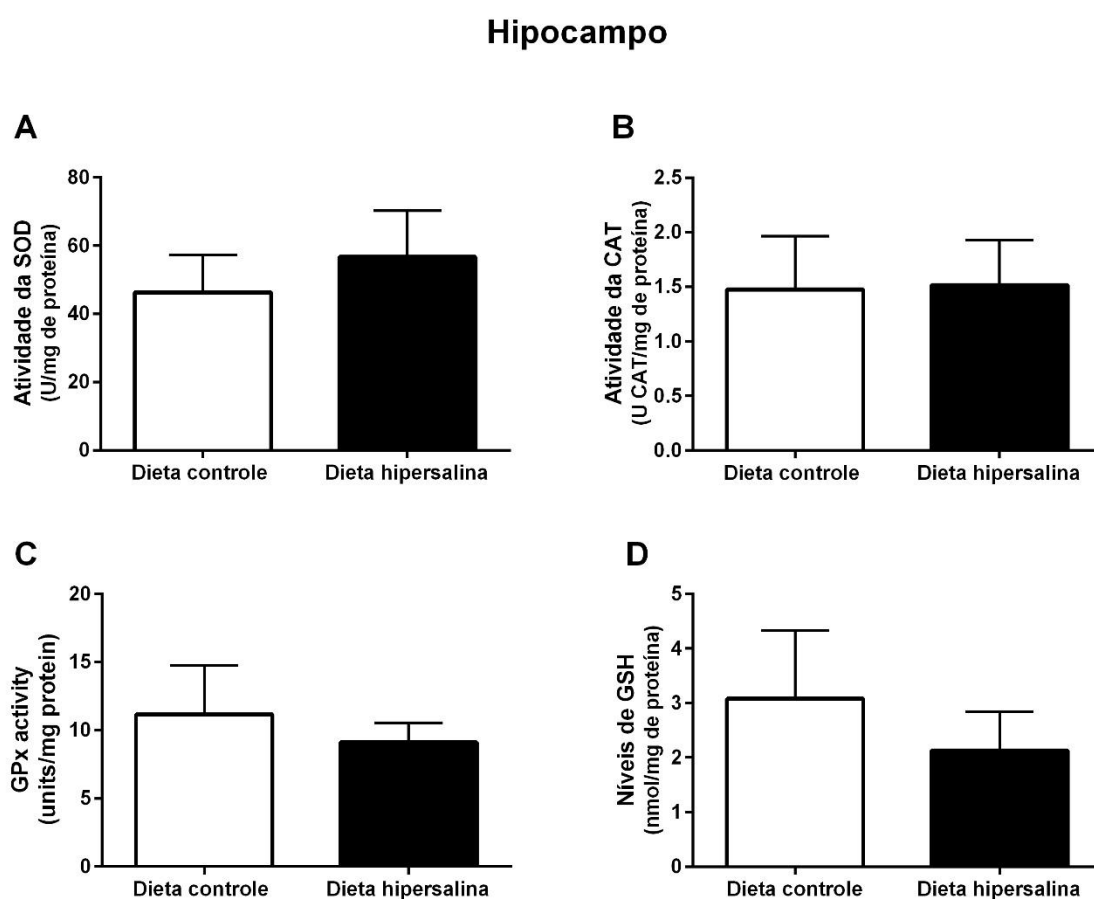 Hipocampo
A
Atividade da SOD
(U/mg de proteína)
80
60
40
20
0
Dieta controle
Dieta hipersalina
B
Atividade da CAT
(U CAT/mg de proteína)
2.5
2.0
1.5
1.0
0.5
0.0
Dieta controle
Dieta hipersalina
C
GPx activity
(units/mg protein)
20
15
10
5
0
Dieta controle
Dieta hipersalina
D
Níveis de GSH
(nmol/mg de proteína)
5
4
3
2
1
0
Dieta controle
Dieta hipersalina